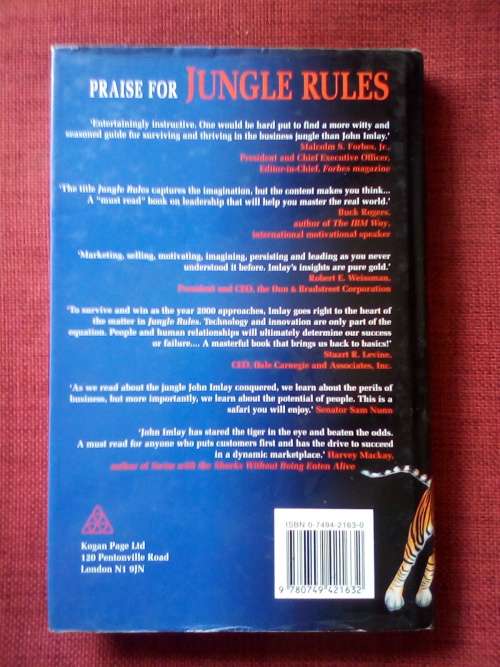 PRAISE FOR JUNGLE RULES
'Entertainingly instructive. One would be hard put to find a more witty and
seasoned guide for surviving and thriving in the business jungle than John Imlay.'
Malcolm S. Forbes, Jr.,
President and Chief Executive Officer,
Editor-in-Chief, Forbes magazine
'The title Jungle Rules captures the imagination, but the content makes you think...
A "must read" book on leadership that will help you master the real world.'
Buck Rogers,
author of The IBM Way,
international motivational speaker
'Marketing, selling, motivating, imagining, persisting and leading as you never
understood it before. Imlay's insights are pure gold.'
Robert E. Weissman,
President and CEO, the Dun & Bradstreet Corporation
'To survive and win as the year 2000 approaches, Imlay goes right to the heart of
the matter in Jungle Rules. Technology and innovation are only part of the
equation. People and human relationships will ultimately determine our success
or failure.... A masterful book that brings us back to basics!'
Stuart R. Levine,
CEO, Dale Carnegie and Associates, Inc.
'As we read about the jungle John Imlay conquered, we learn about the perils of
business, but more importantly, we learn about the potential of people. This is a
safari you will enjoy.' Senator Sam Nunn
'John Imlay has stared the tiger in the eye and beaten the odds.
A must read for anyone who puts customers first and has the drive to succeed
in a dynamic marketplace.' Harvey Mackay,
author of Swim with the Sharks Without Being Eaten Alive
Kogan Page Ltd
120 Pentonville Road
London N1 9JN
ISBN 0-7494-2163-0
9 780749 421632